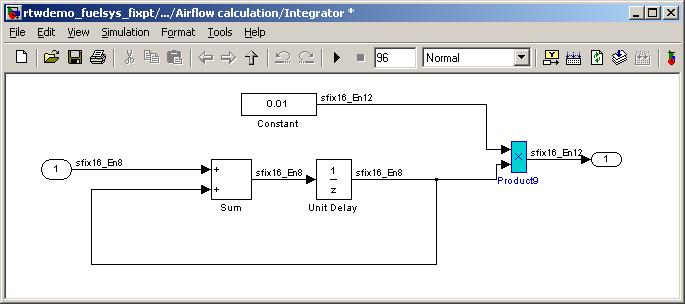 rtwdemo_fuelsys_fixpt/.../Airflow calculation/Integrator *
File Edit View Simulation Format Tools Help
96 Normal
0.01
sfix16_En12
Constant
1
sfix16_En8
+
+
Sum
sfix16_En8
1
z
Unit Delay
sfix16_En8
×
Product9
sfix16_En12
1